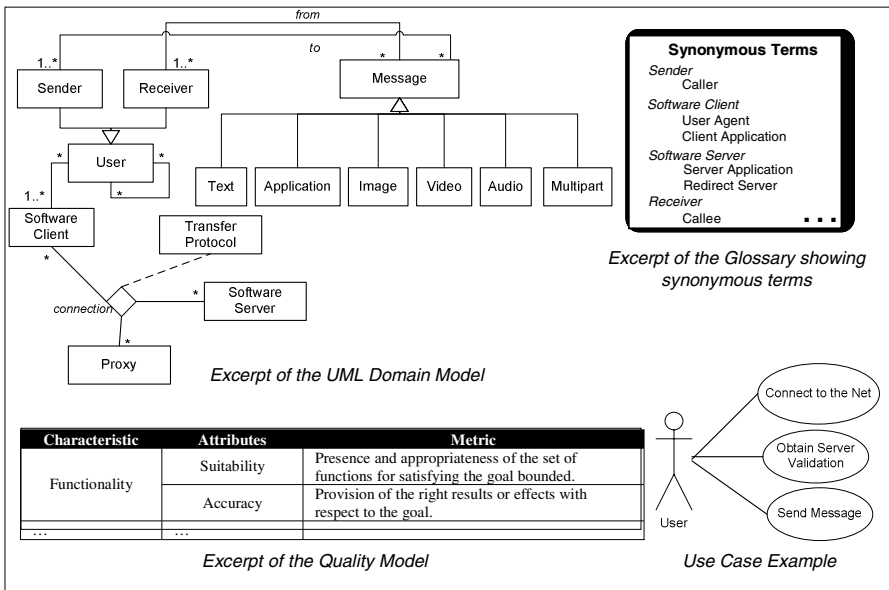 from
to
1..*
1..*
*
*
Sender
Receiver
Message
User
*
*
*
1..*
Text
Application
Image
Video
Audio
Multipart
Software
Client
Transfer
Protocol
*
connection
*
Software
Server
*
Proxy
Excerpt of the UML Domain Model
Synonymous Terms
Sender
Caller
Software Client
User Agent
Client Application
Software Server
Server Application
Redirect Server
Receiver
Callee
...
Excerpt of the Glossary showing
synonymous terms
Characteristic Attributes Metric
Functionality
Suitability
Presence and appropriateness of the set of
functions for satisfying the goal bounded.
Accuracy
Provision of the right results or effects with
respect to the goal.
... ...
Excerpt of the Quality Model
Connect to the Net
Obtain Server
Validation
Send Message
User
Use Case Example